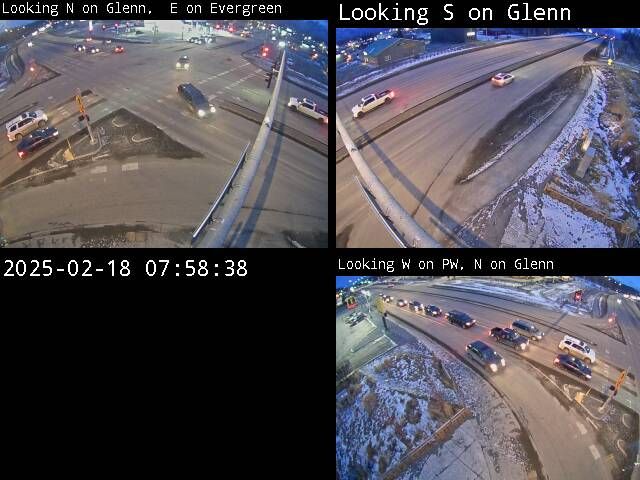 Looking N on Glenn,  E on Evergreen
Looking S on Glenn
2025-02-18 07:58:38
Looking W on PW, N on Glenn